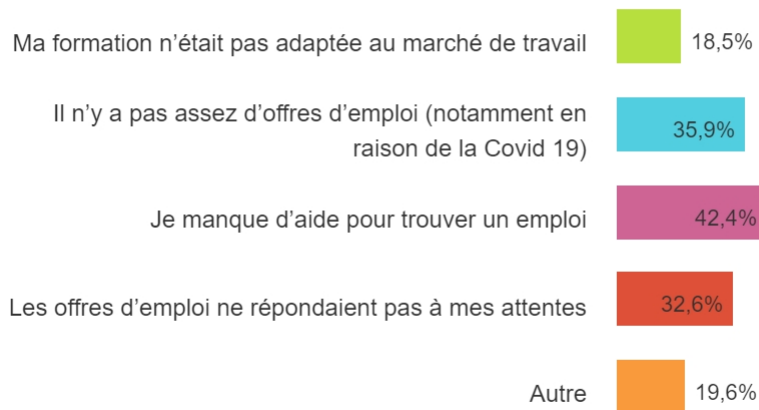 Ma formation n’était pas adaptée au marché de travail 18,5%
Il n’y a pas assez d’offres d’emploi (notamment en
raison de la Covid 19) 35,9%
Je manque d’aide pour trouver un emploi 42,4%
Les offres d’emploi ne répondaient pas à mes attentes 32,6%
Autre 19,6%